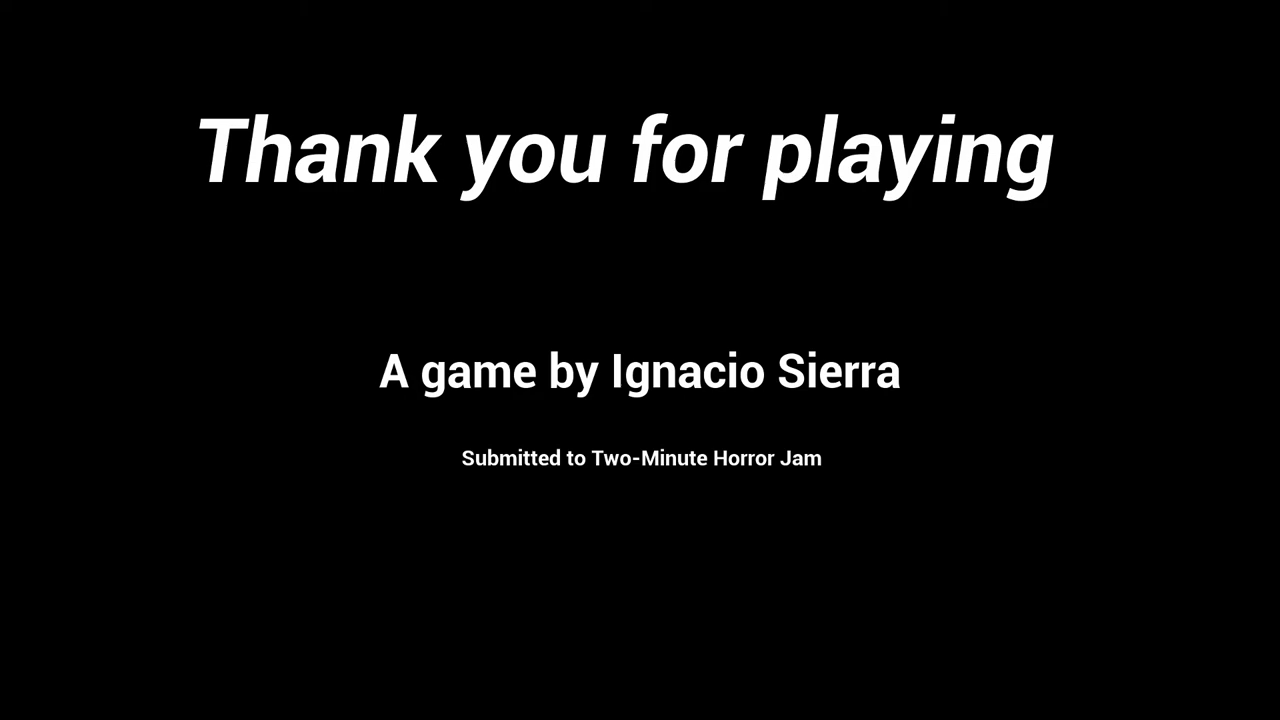 Thank you for playing
A game by Ignacio Sierra
Submitted to Two-Minute Horror Jam